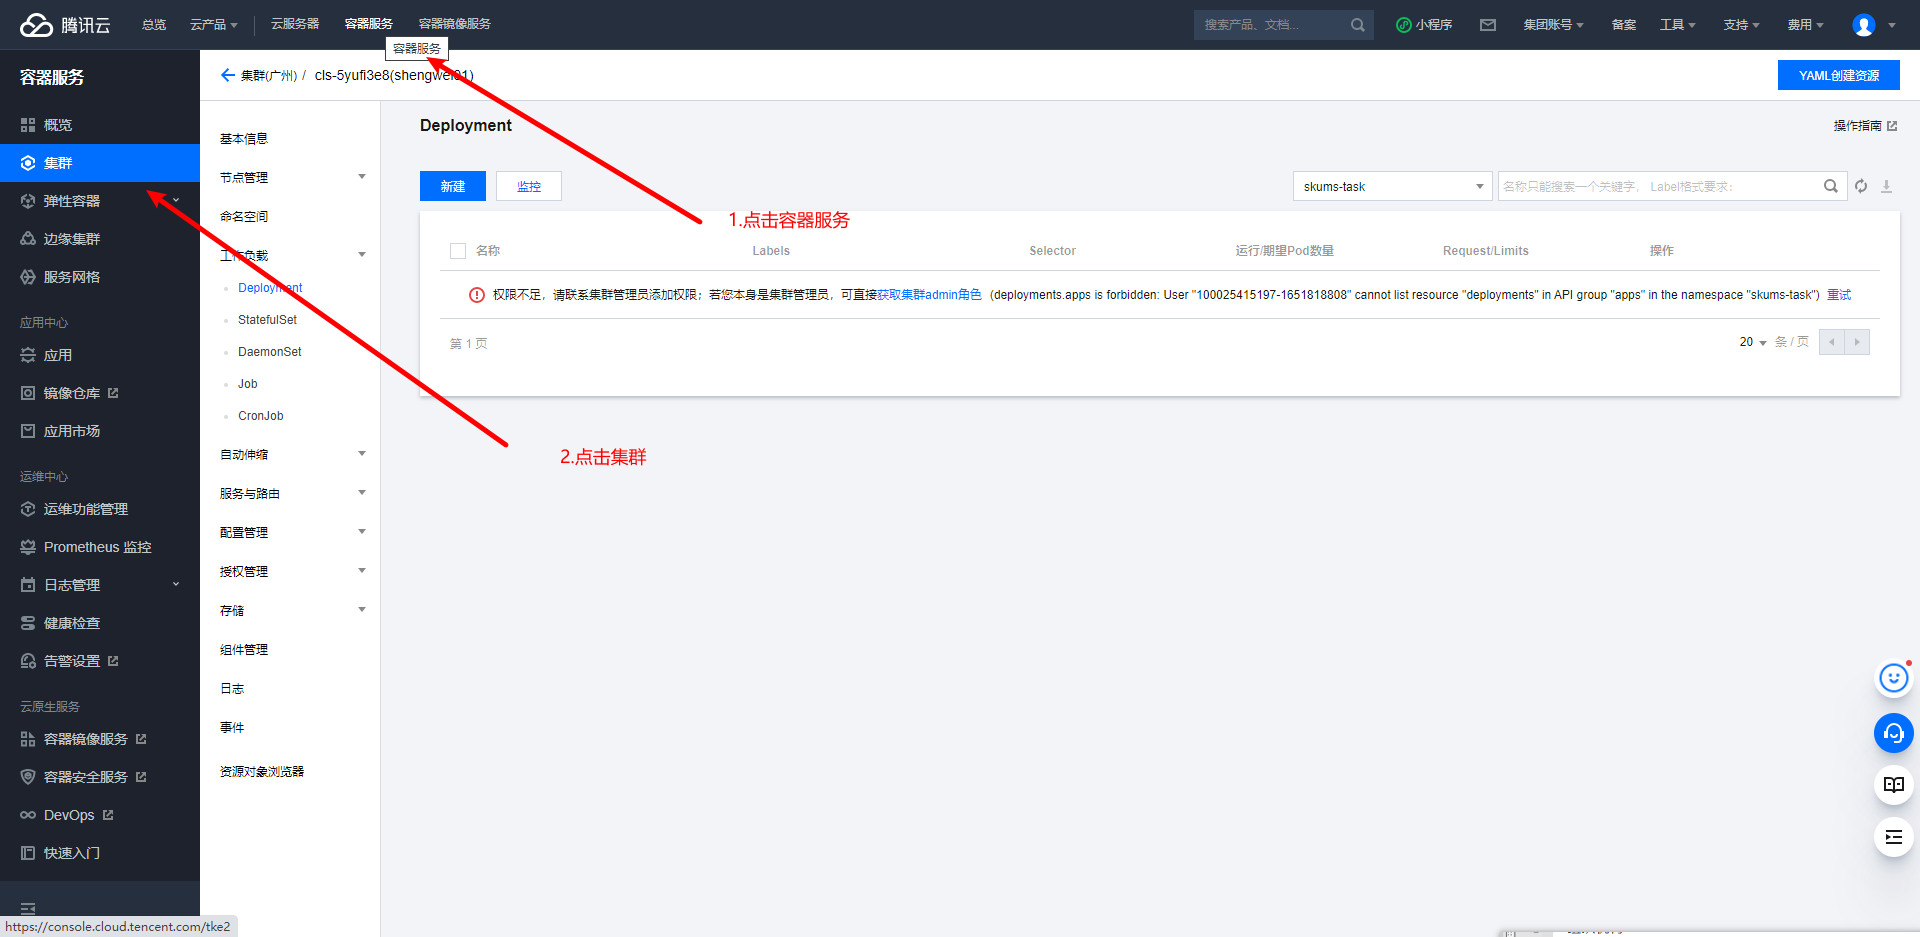 腾讯云
总览
云产品
云服务器
容器服务
容器镜像服务
搜索产品、文档...
小程序
集团账号
备案
工具
支持
费用
容器服务
容器服务
集群(广州) / cls-5yufi3e8(shengwei01)
YAML创建资源
概览
集群
弹性容器
边缘集群
服务网格
应用中心
应用
镜像仓库
应用市场
运维中心
运维功能管理
Prometheus 监控
日志管理
健康检查
告警设置
云原生服务
容器镜像服务
容器安全服务
DevOps
快速入门
基本信息
节点管理
命名空间
工作负载
Deployment
StatefulSet
DaemonSet
Job
CronJob
自动伸缩
服务与路由
配置管理
授权管理
存储
组件管理
日志
事件
资源对象浏览器
Deployment
操作指南
新建
监控
skums-task
名称只能搜索一个关键字, Label格式要求:
1.点击容器服务
名称 Labels Selector 运行/期望Pod数量 Request/Limits 操作
权限不足，请联系集群管理员添加权限；若您本身是集群管理员，可直接获取集群admin角色（deployments.apps is forbidden: User "100025415197-1651818808" cannot list resource "deployments" in API group "apps" in the namespace "skums-task"）重试
第 1 页
20 条 / 页
2.点击集群
https://console.cloud.tencent.com/tke2